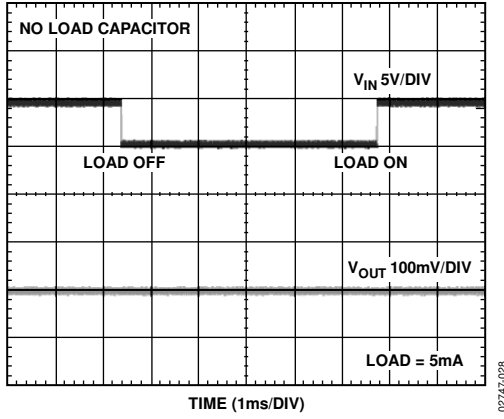 NO LOAD CAPACITOR
VIN 5V/DIV
LOAD OFF
LOAD ON
VOUT 100mV/DIV
LOAD = 5mA
TIME (1ms/DIV)
02747-028